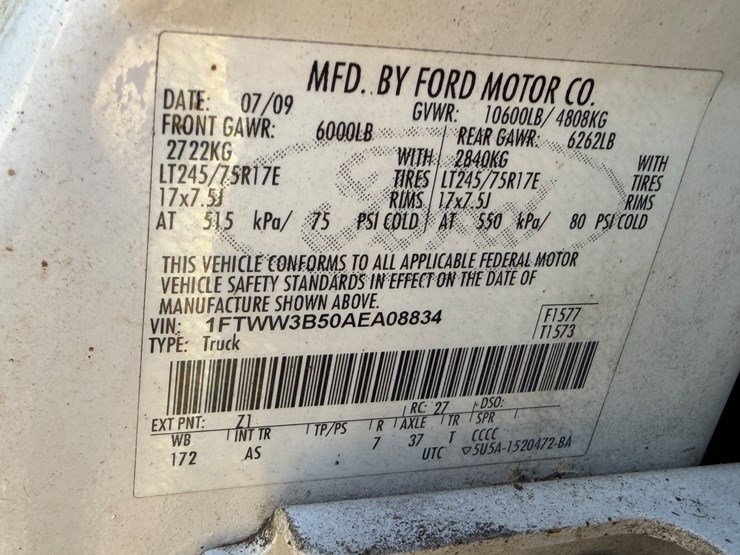 MFD. BY FORD MOTOR CO.
DATE: 07/09 GVWR: 10600LB/ 4808KG
FRONT GAWR: 6000LB REAR GAWR: 6262LB
2722KG WITH 2840KG WITH
LT245/75R17E TIRES LT245/75R17E TIRES
17x7.5J RIMS 17x7.5J RIMS
AT 515 kPa/ 75 PSI COLD AT 550 kPa/ 80 PSI COLD
THIS VEHICLE CONFORMS TO ALL APPLICABLE FEDERAL MOTOR
VEHICLE SAFETY STANDARDS IN EFFECT ON THE DATE OF
MANUFACTURE SHOWN ABOVE.
VIN: 1FTWW3B50AEA08834 F1577
TYPE: Truck T1573
EXT PNT: Z1 RC: 27 DSO:
WB INT TR TP/PS R AXLE TR SPR
172 AS 7 37 T CCCC
UTC ▽5U5A-1520472-BA